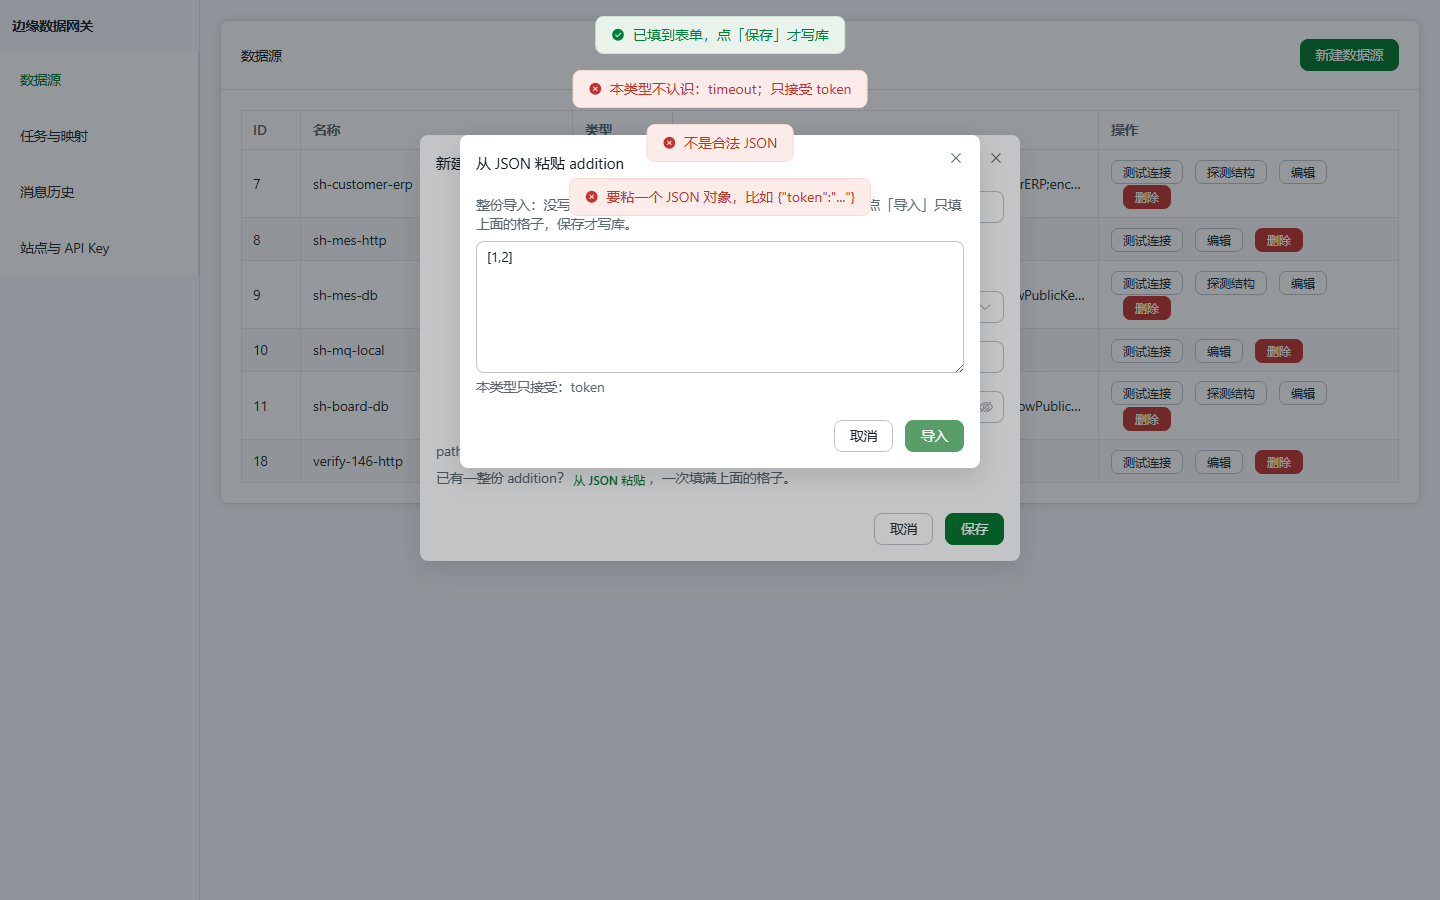 边缘数据网关
数据源
任务与映射
消息历史
站点与 API Key
数据源
新建数据源
已填到表单，点「保存」才写库
本类型不认识：timeout；只接受 token
不是合法 JSON
要粘一个 JSON 对象，比如 {"token":"..."}
ID
名称
类型
操作
7
sh-customer-erp
rERP;enc...
测试连接
探测结构
编辑
删除
8
sh-mes-http
测试连接
编辑
删除
9
sh-mes-db
测试连接
探测结构
编辑
删除
10
sh-mq-local
测试连接
编辑
删除
11
sh-board-db
owPublic...
测试连接
探测结构
编辑
删除
18
verify-146-http
测试连接
编辑
删除
新建
从 JSON 粘贴 addition
整份导入：没写
点「导入」只填
上面的格子，保存才写库。
[1,2]
本类型只接受：token
取消
导入
path
已有一整份 addition？ 从 JSON 粘贴 ，一次填满上面的格子。
取消
保存